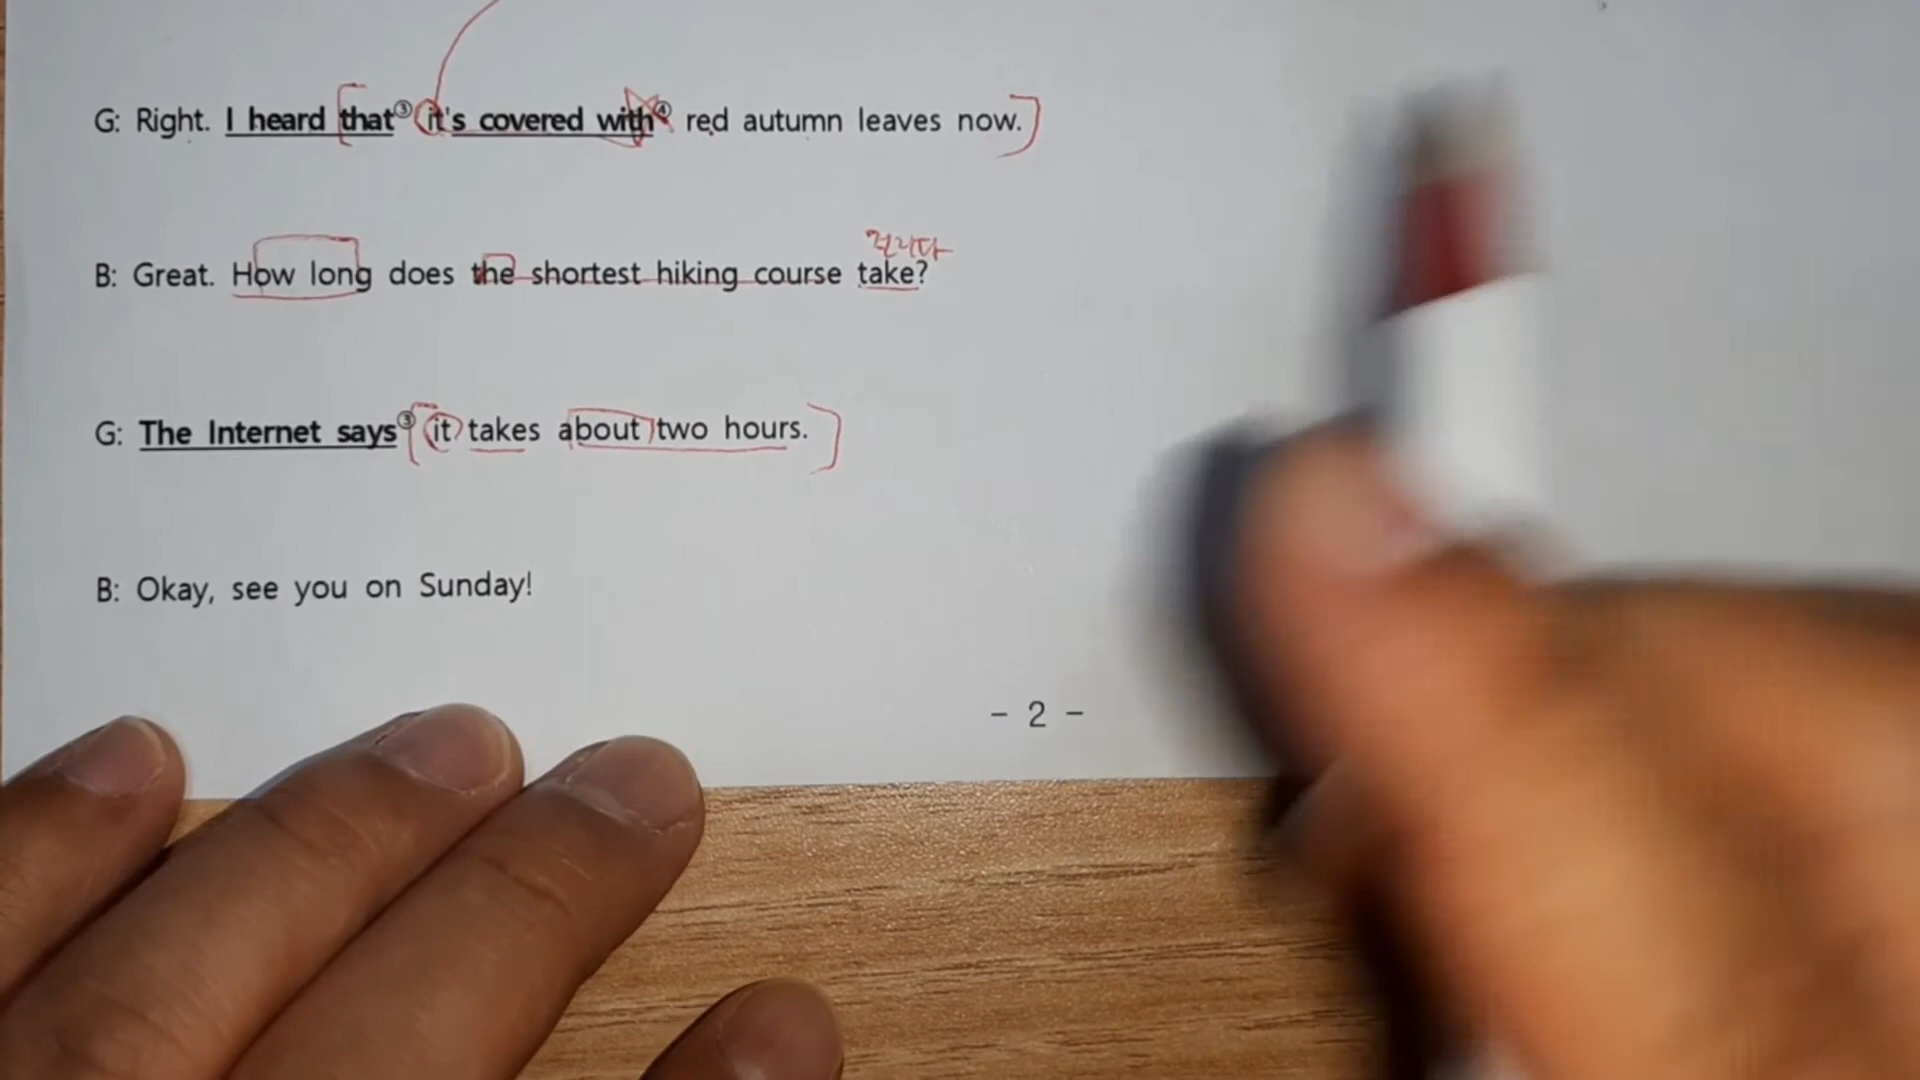 G: Right. I heard that③ it's covered with④ red autumn leaves now.
걸리다
B: Great. How long does the shortest hiking course take?
G: The Internet says③ it takes about two hours.
B: Okay, see you on Sunday!
- 2 -